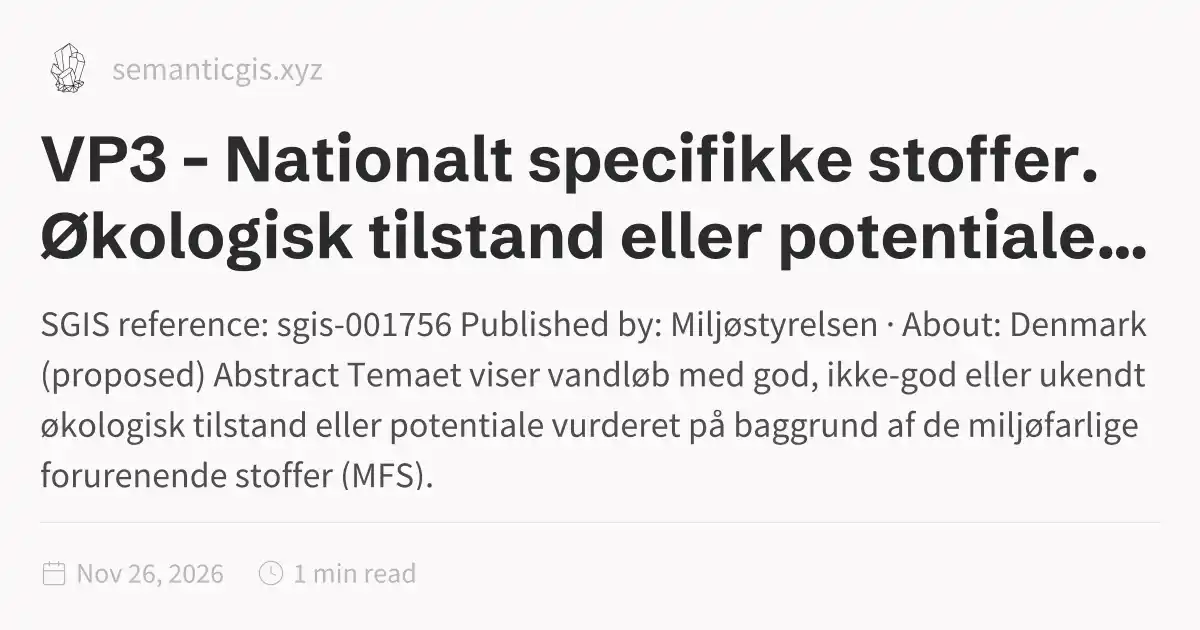 semanticgis.xyz
VP3 - Nationalt specifikke stoffer.
Økologisk tilstand eller potentiale...
SGIS reference: sgis-001756 Published by: Miljøstyrelsen · About: Denmark
(proposed) Abstract Temaet viser vandløb med god, ikke-god eller ukendt
økologisk tilstand eller potentiale vurderet på baggrund af de miljøfarlige
forurenende stoffer (MFS).
Nov 26, 2026 1 min read